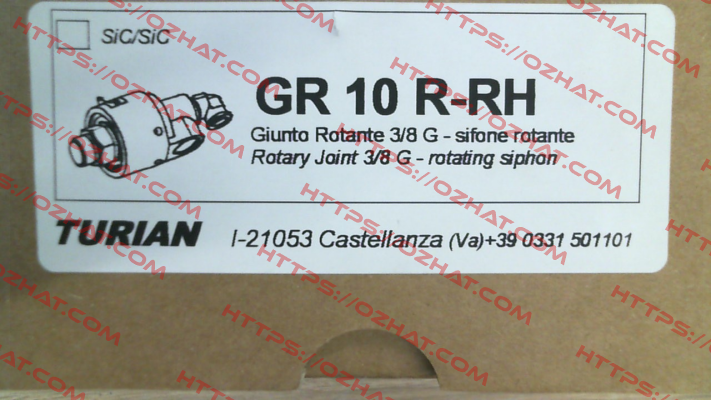 SiC/SiC
GR 10 R-RH
Giunto Rotante 3/8 G - sifone rotante
Rotary Joint 3/8 G - rotating siphon
TURIAN I-21053 Castellanza (Va)+39 0331 501101
HTTPS://OZHAT.COM